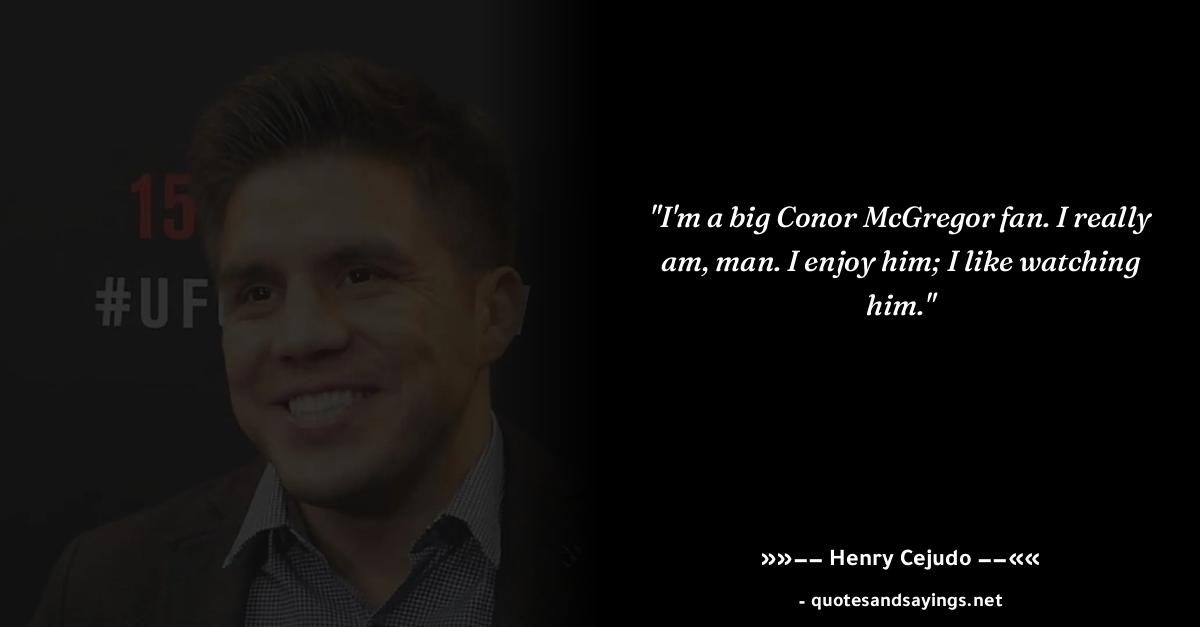 15
#UF
"I'm a big Conor McGregor fan. I really
am, man. I enjoy him; I like watching
him."
»»—— Henry Cejudo ——««
- quotesandsayings.net